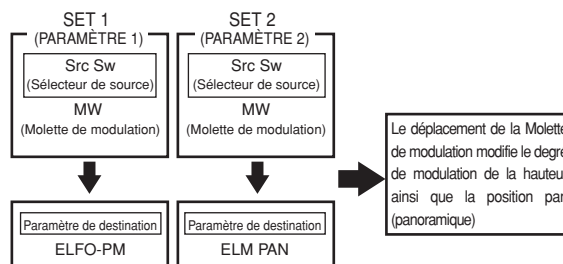 SET 1
(PARAMÈTRE 1)
Src Sw
(Sélecteur de source)
MW
(Molette de modulation)
SET 2
(PARAMÈTRE 2)
Src Sw
(Sélecteur de source)
MW
(Molette de modulation)
Paramètre de destination
ELFO-PM
Paramètre de destination
ELM PAN
Le déplacement de la Molette
de modulation modifie le degré
de modulation de la hauteu
ainsi que la position pan
(panoramique)